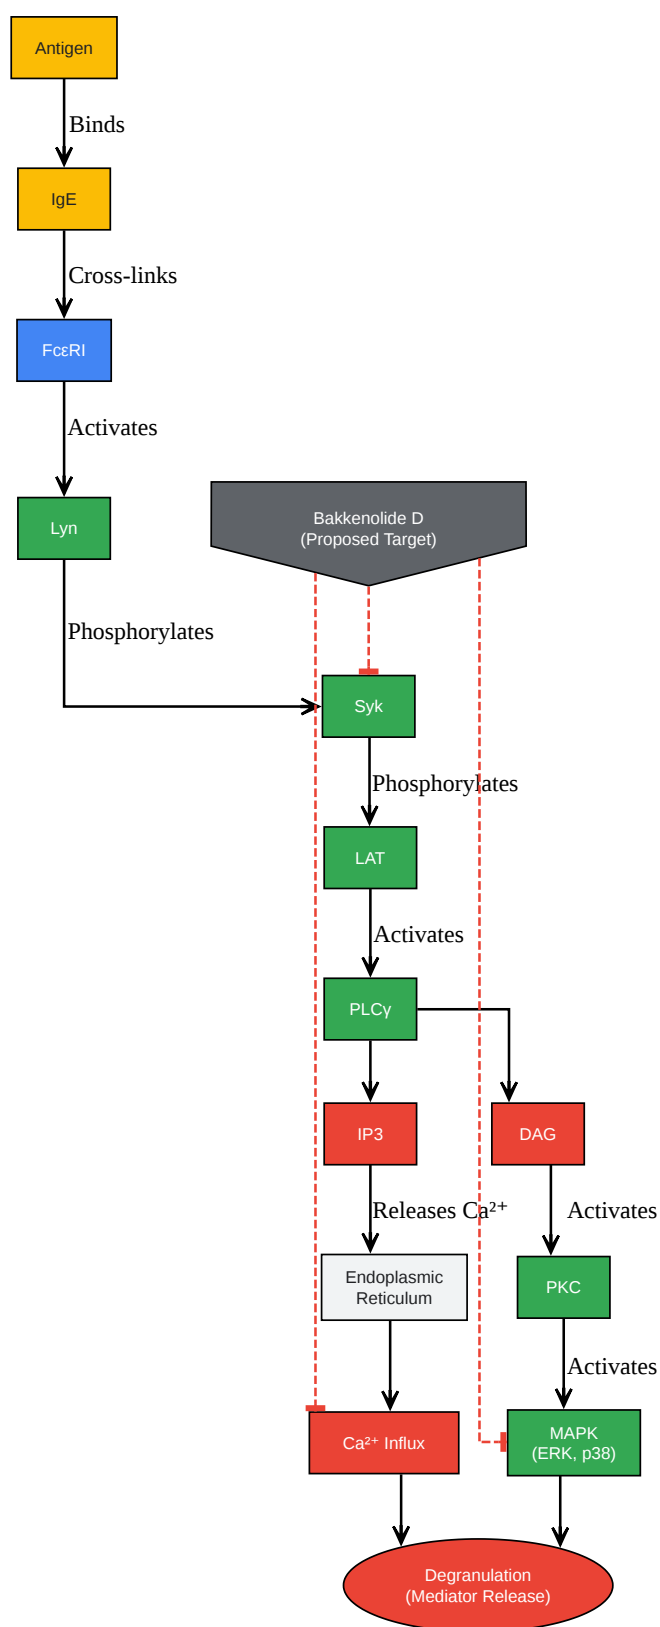 Antigen
Binds
IgE
Cross-links
FcεRI
Activates
Lyn
Bakkenolide D
(Proposed Target)
Phosphorylates
Syk
Phosphorylates
LAT
Activates
PLCγ
IP3
DAG
Releases Ca²⁺
Activates
Endoplasmic
Reticulum
PKC
Activates
Ca²⁺ Influx
MAPK
(ERK, p38)
Degranulation
(Mediator Release)